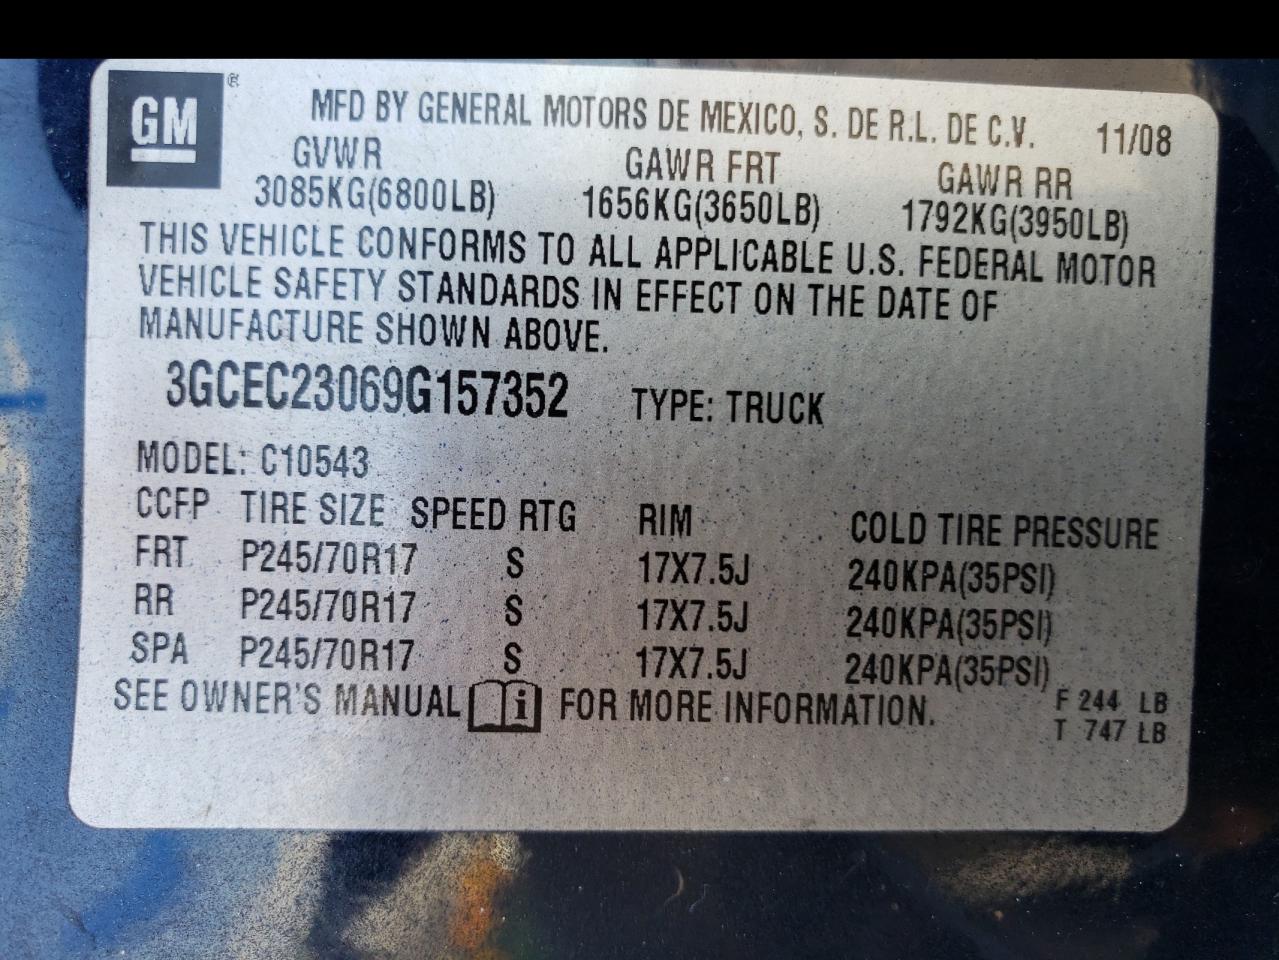 GM ® MFD BY GENERAL MOTORS DE MEXICO, S. DE R.L. DE C.V. 11/08
GVWR GAWR FRT GAWR RR
3085KG(6800LB) 1656KG(3650LB) 1792KG(3950LB)
THIS VEHICLE CONFORMS TO ALL APPLICABLE U.S. FEDERAL MOTOR
VEHICLE SAFETY STANDARDS IN EFFECT ON THE DATE OF
MANUFACTURE SHOWN ABOVE.
3GCEC23069G157352 TYPE: TRUCK
MODEL: C10543
CCFP TIRE SIZE SPEED RTG RIM COLD TIRE PRESSURE
FRT P245/70R17 S 17X7.5J 240KPA(35PSI)
RR P245/70R17 S 17X7.5J 240KPA(35PSI)
SPA P245/70R17 S 17X7.5J 240KPA(35PSI)
SEE OWNER'S MANUAL i FOR MORE INFORMATION.
F 244 LB
T 747 LB